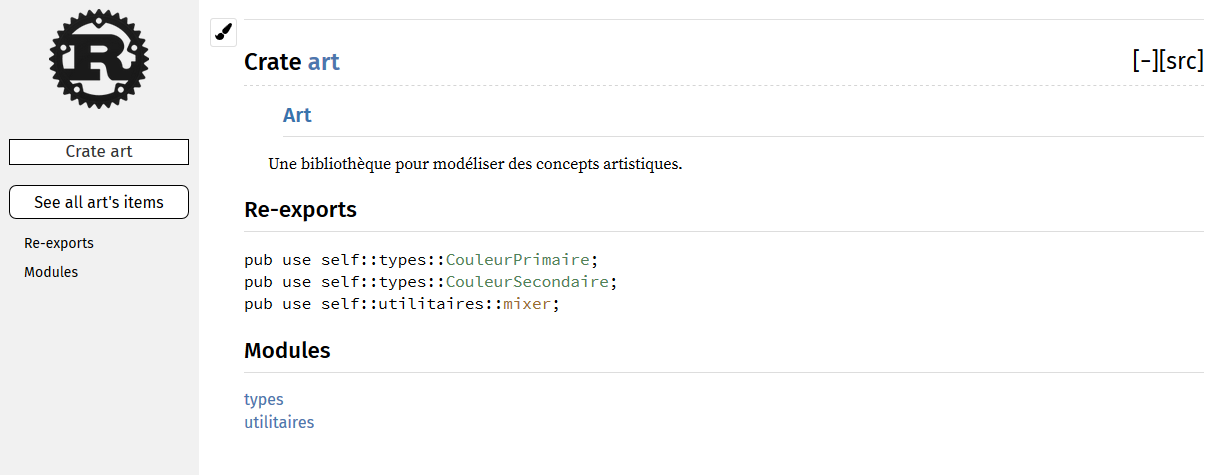 R
Crate art
See all art's items
Re-exports
Modules
Crate art
[−][src]
Art
Une bibliothèque pour modéliser des concepts artistiques.
Re-exports
pub use self::types::CouleurPrimaire;
pub use self::types::CouleurSecondaire;
pub use self::utilitaires::mixer;
Modules
types
utilitaires